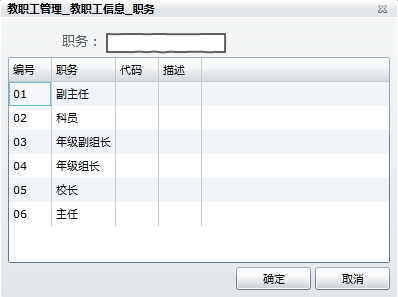 教职工管理_教职工信息_职务
职务：
编号 职务 代码 描述
01 副主任
02 科员
03 年级副组长
04 年级组长
05 校长
06 主任
确定 取消